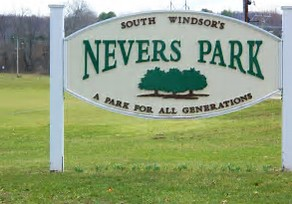 SOUTH WINDSOR'S
NEVERS PARK
A PARK FOR ALL GENERATIONS